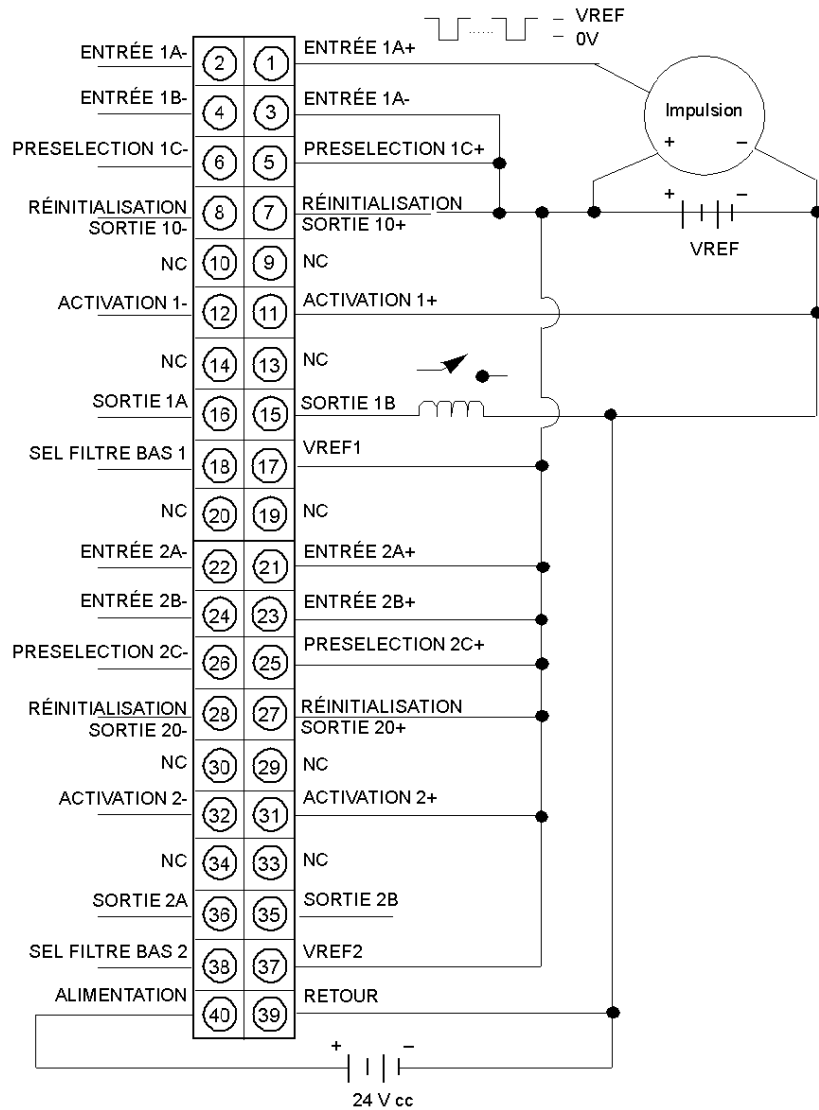 VREF
0V
ENTRÉE 1A- 2 1 ENTRÉE 1A+
Impulsion
+ −
ENTRÉE 1B- 4 3 ENTRÉE 1A-
PRESELECTION 1C- 6 5 PRESELECTION 1C+
RÉINITIALISATION 8 7 RÉINITIALISATION
SORTIE 10- SORTIE 10+
+ −
VREF
NC 10 9 NC
ACTIVATION 1- 12 11 ACTIVATION 1+
NC 14 13 NC
SORTIE 1A 16 15 SORTIE 1B
SEL FILTRE BAS 1 18 17 VREF1
NC 20 19 NC
ENTRÉE 2A- 22 21 ENTRÉE 2A+
ENTRÉE 2B- 24 23 ENTRÉE 2B+
PRESELECTION 2C- 26 25 PRESELECTION 2C+
RÉINITIALISATION 28 27 RÉINITIALISATION
SORTIE 20- SORTIE 20+
NC 30 29 NC
ACTIVATION 2- 32 31 ACTIVATION 2+
NC 34 33 NC
SORTIE 2A 36 35 SORTIE 2B
SEL FILTRE BAS 2 38 37 VREF2
ALIMENTATION 40 39 RETOUR
+ −
24 V cc